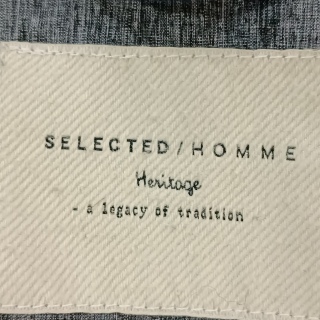 SELECTED/HOMME
Heritage
- a legacy of tradition